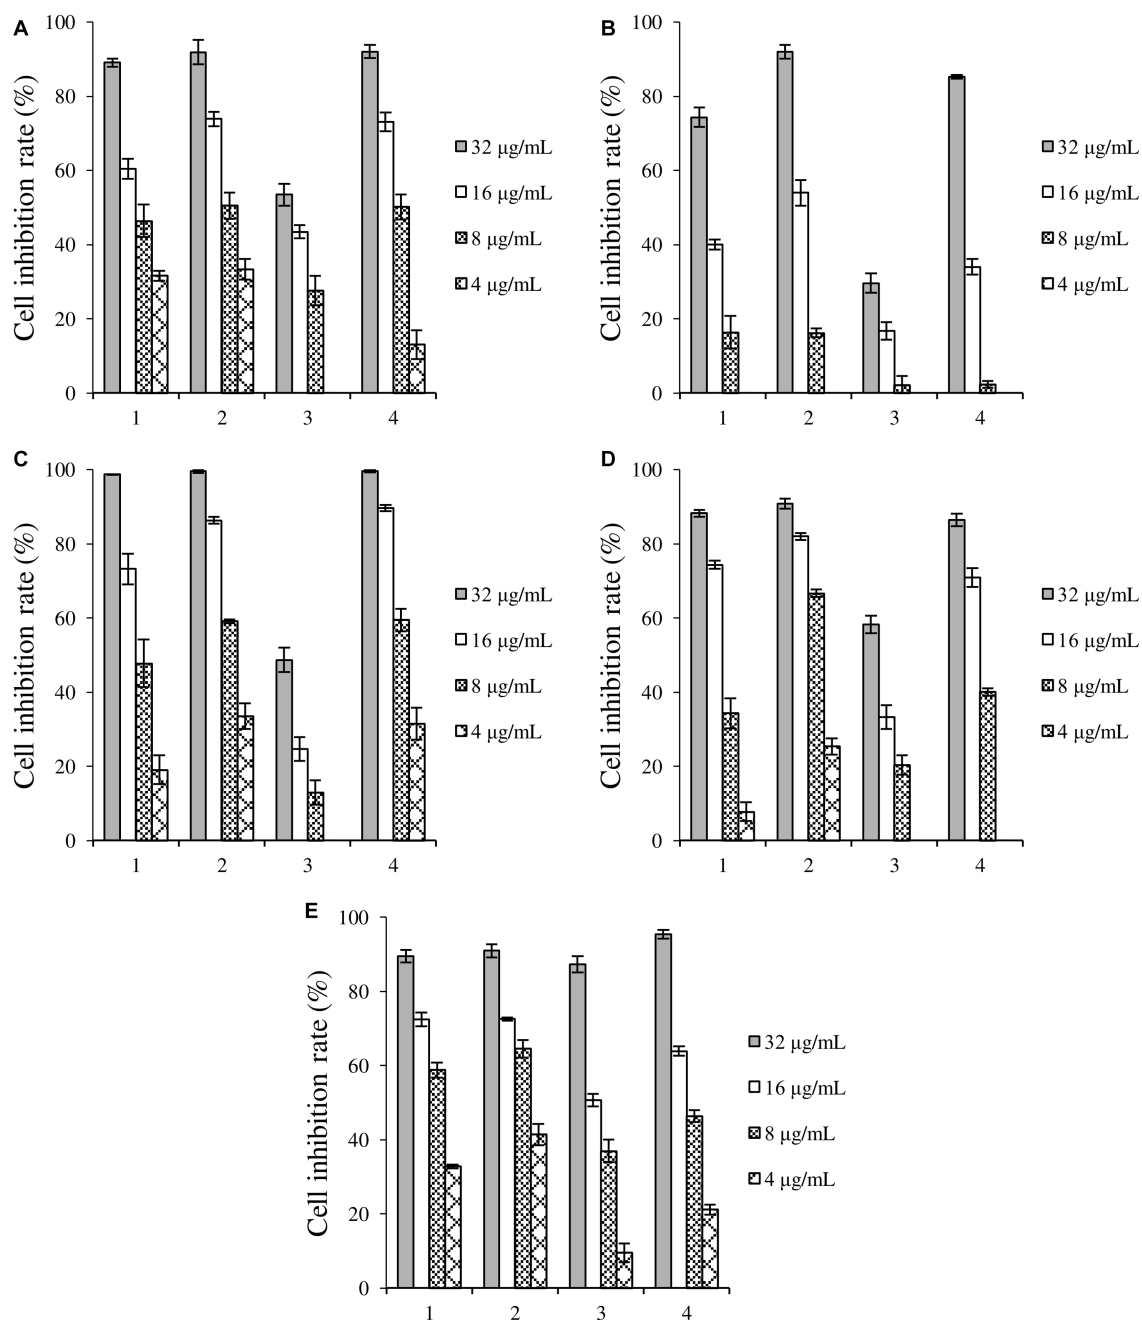 A
Cell inhibition rate (%)
100
80
60
40
20
0
1 2 3 4
32 µg/mL
16 µg/mL
8 µg/mL
4 µg/mL
B
Cell inhibition rate (%)
100
80
60
40
20
0
1 2 3 4
32 µg/mL
16 µg/mL
8 µg/mL
4 µg/mL
C
Cell inhibition rate (%)
100
80
60
40
20
0
1 2 3 4
32 µg/mL
16 µg/mL
8 µg/mL
4 µg/mL
D
Cell inhibition rate (%)
100
80
60
40
20
0
1 2 3 4
32 µg/mL
16 µg/mL
8 µg/mL
4 µg/mL
E
Cell inhibition rate (%)
100
80
60
40
20
0
1 2 3 4
32 µg/mL
16 µg/mL
8 µg/mL
4 µg/mL